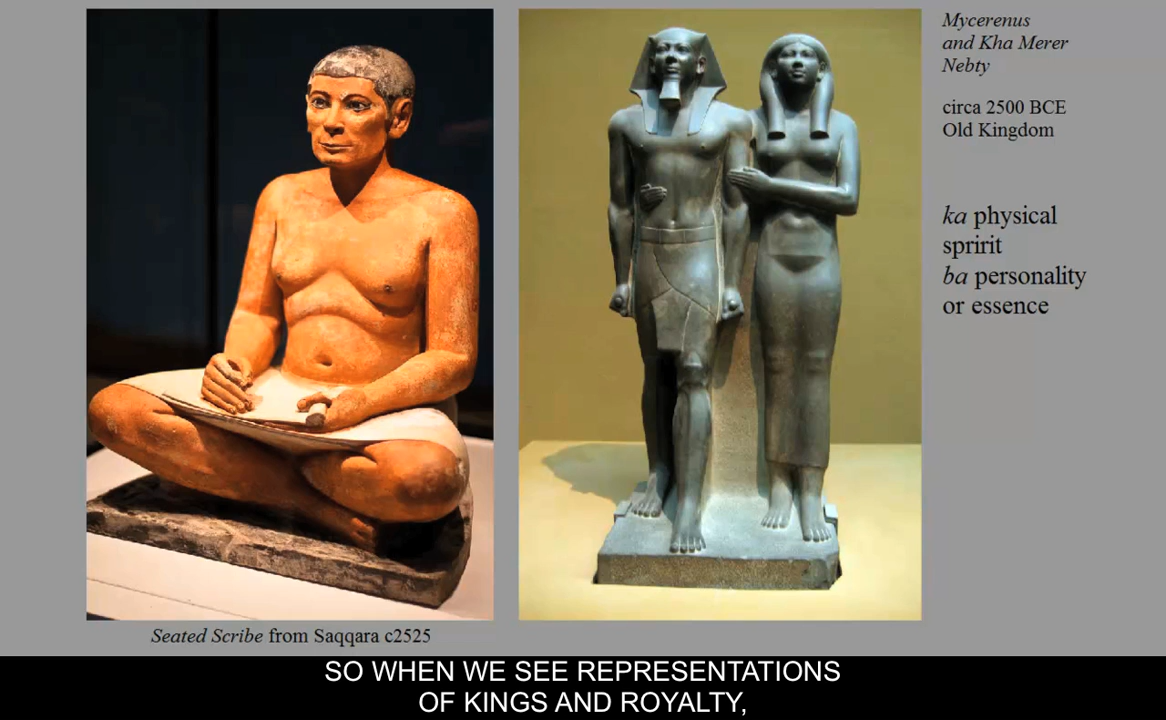 Mycerenus
and Kha Merer
Nebty
circa 2500 BCE
Old Kingdom
ka physical
spririt
ba personality
or essence
Seated Scribe from Saqqara c2525
SO WHEN WE SEE REPRESENTATIONS
OF KINGS AND ROYALTY,